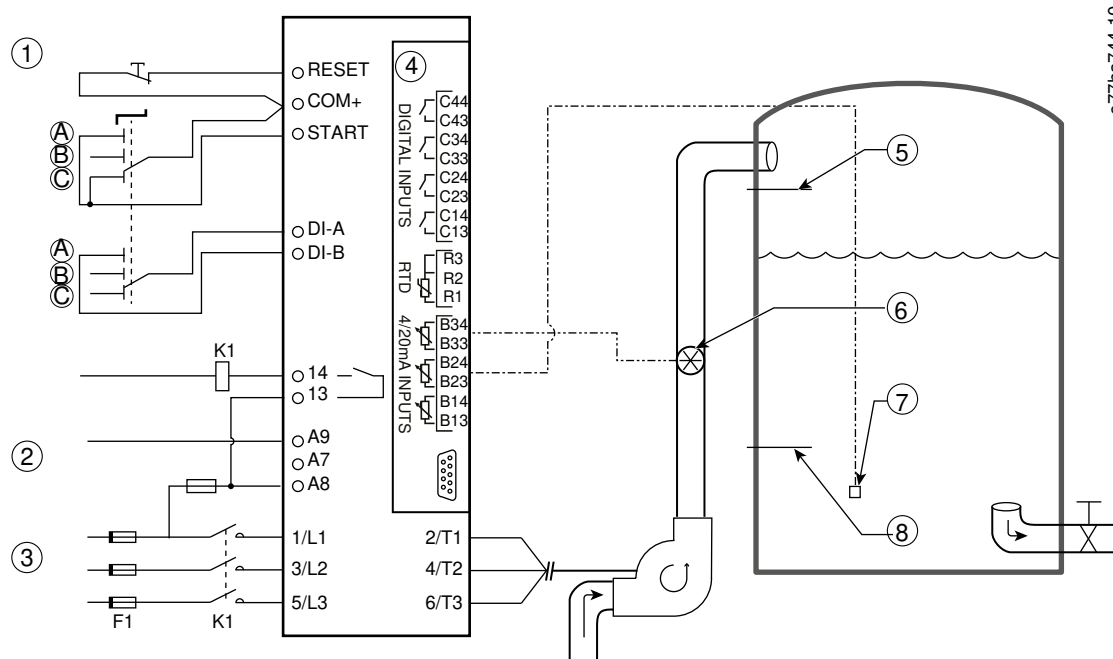 1
RESET
COM+
START
A
B
C
DI-A
DI-B
A
B
C
K1
14
13
2
A9
A7
A8
3
1/L1
3/L2
5/L3
F1
K1
4
DIGITAL INPUTS
C44
C43
C34
C33
C24
C23
C14
C13
RTD
R3
R2
R1
4/20mA INPUTS
B34
B33
B24
B23
B14
B13
2/T1
4/T2
6/T3
5
6
7
8